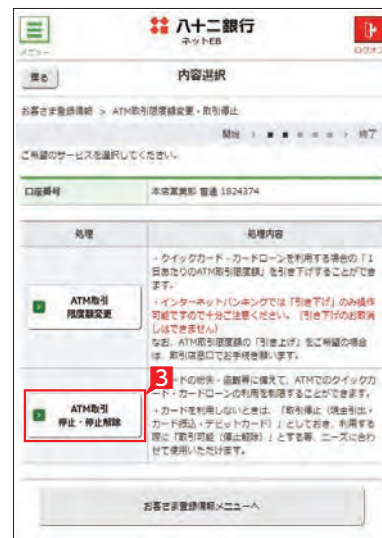 メニュー
八十二銀行
ネットEB
ログオフ
戻る
内容選択
お客さま登録情報 > ATM取引限度額変更・取引停止
開始 > ■ ■ ■ ■ ■ > 終了
ご希望のサービスを選択してください。
口座番号
本店営業部 普通 1824374
処理
処理内容
ATM取引
限度額変更
・クイックカード・カードローンを利用する場合の「1
日あたりのATM取引限度額」を引き下げすることができ
ます。
・インターネットバンキングでは「引き下げ」のみ操作
可能ですので十分ご注意ください。（引き下げのお取消
しはできません）
なお、ATM取引限度額の「引き上げ」をご希望の場合
は、取引店窓口でお手続き願います。
3
ATM取引
停止・停止解除
ードの紛失・盗難等に備えて、ATMでのクイックカ
ード・カードローンの利用を制限することができます。
・カードを利用しないときは、「取引停止（現金引出・
カード振込・デビットカード）」としておき、利用する
際に「取引可能（停止解除）」とする等、ニーズに合わ
せて使用いただけます。
お客さま登録情報メニューへ